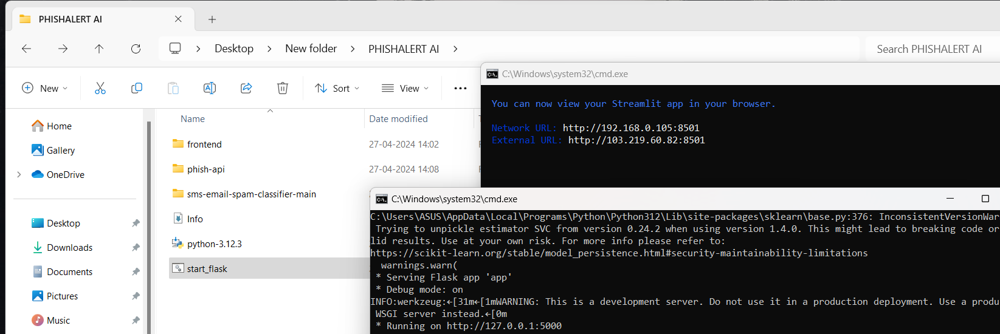 PHISHALERT AI
Desktop > New folder > PHISHALERT AI >
Search PHISHALERT AI
New
Sort
View
Home
Gallery
OneDrive
Desktop
Downloads
Documents
Pictures
Music
Name Date modified
frontend 27-04-2024 14:02
phish-api 27-04-2024 14:08
sms-email-spam-classifier-main
Info
python-3.12.3
start_flask
C:\Windows\system32\cmd.exe
You can now view your Streamlit app in your browser.
Network URL: http://192.168.0.105:8501
External URL: http://103.219.60.82:8501
C:\Windows\system32\cmd.exe
C:\Users\ASUS\AppData\Local\Programs\Python\Python312\Lib\site-packages\sklearn\base.py:376: InconsistentVersionWar
Trying to unpickle estimator SVC from version 0.24.2 when using version 1.4.0. This might lead to breaking code or
lid results. Use at your own risk. For more info please refer to:
https://scikit-learn.org/stable/model_persistence.html#security-maintainability-limitations
warnings.warn(
* Serving Flask app 'app'
* Debug mode: on
INFO:werkzeug:←[31m←[1mWARNING: This is a development server. Do not use it in a production deployment. Use a produ
WSGI server instead.←[0m
* Running on http://127.0.0.1:5000